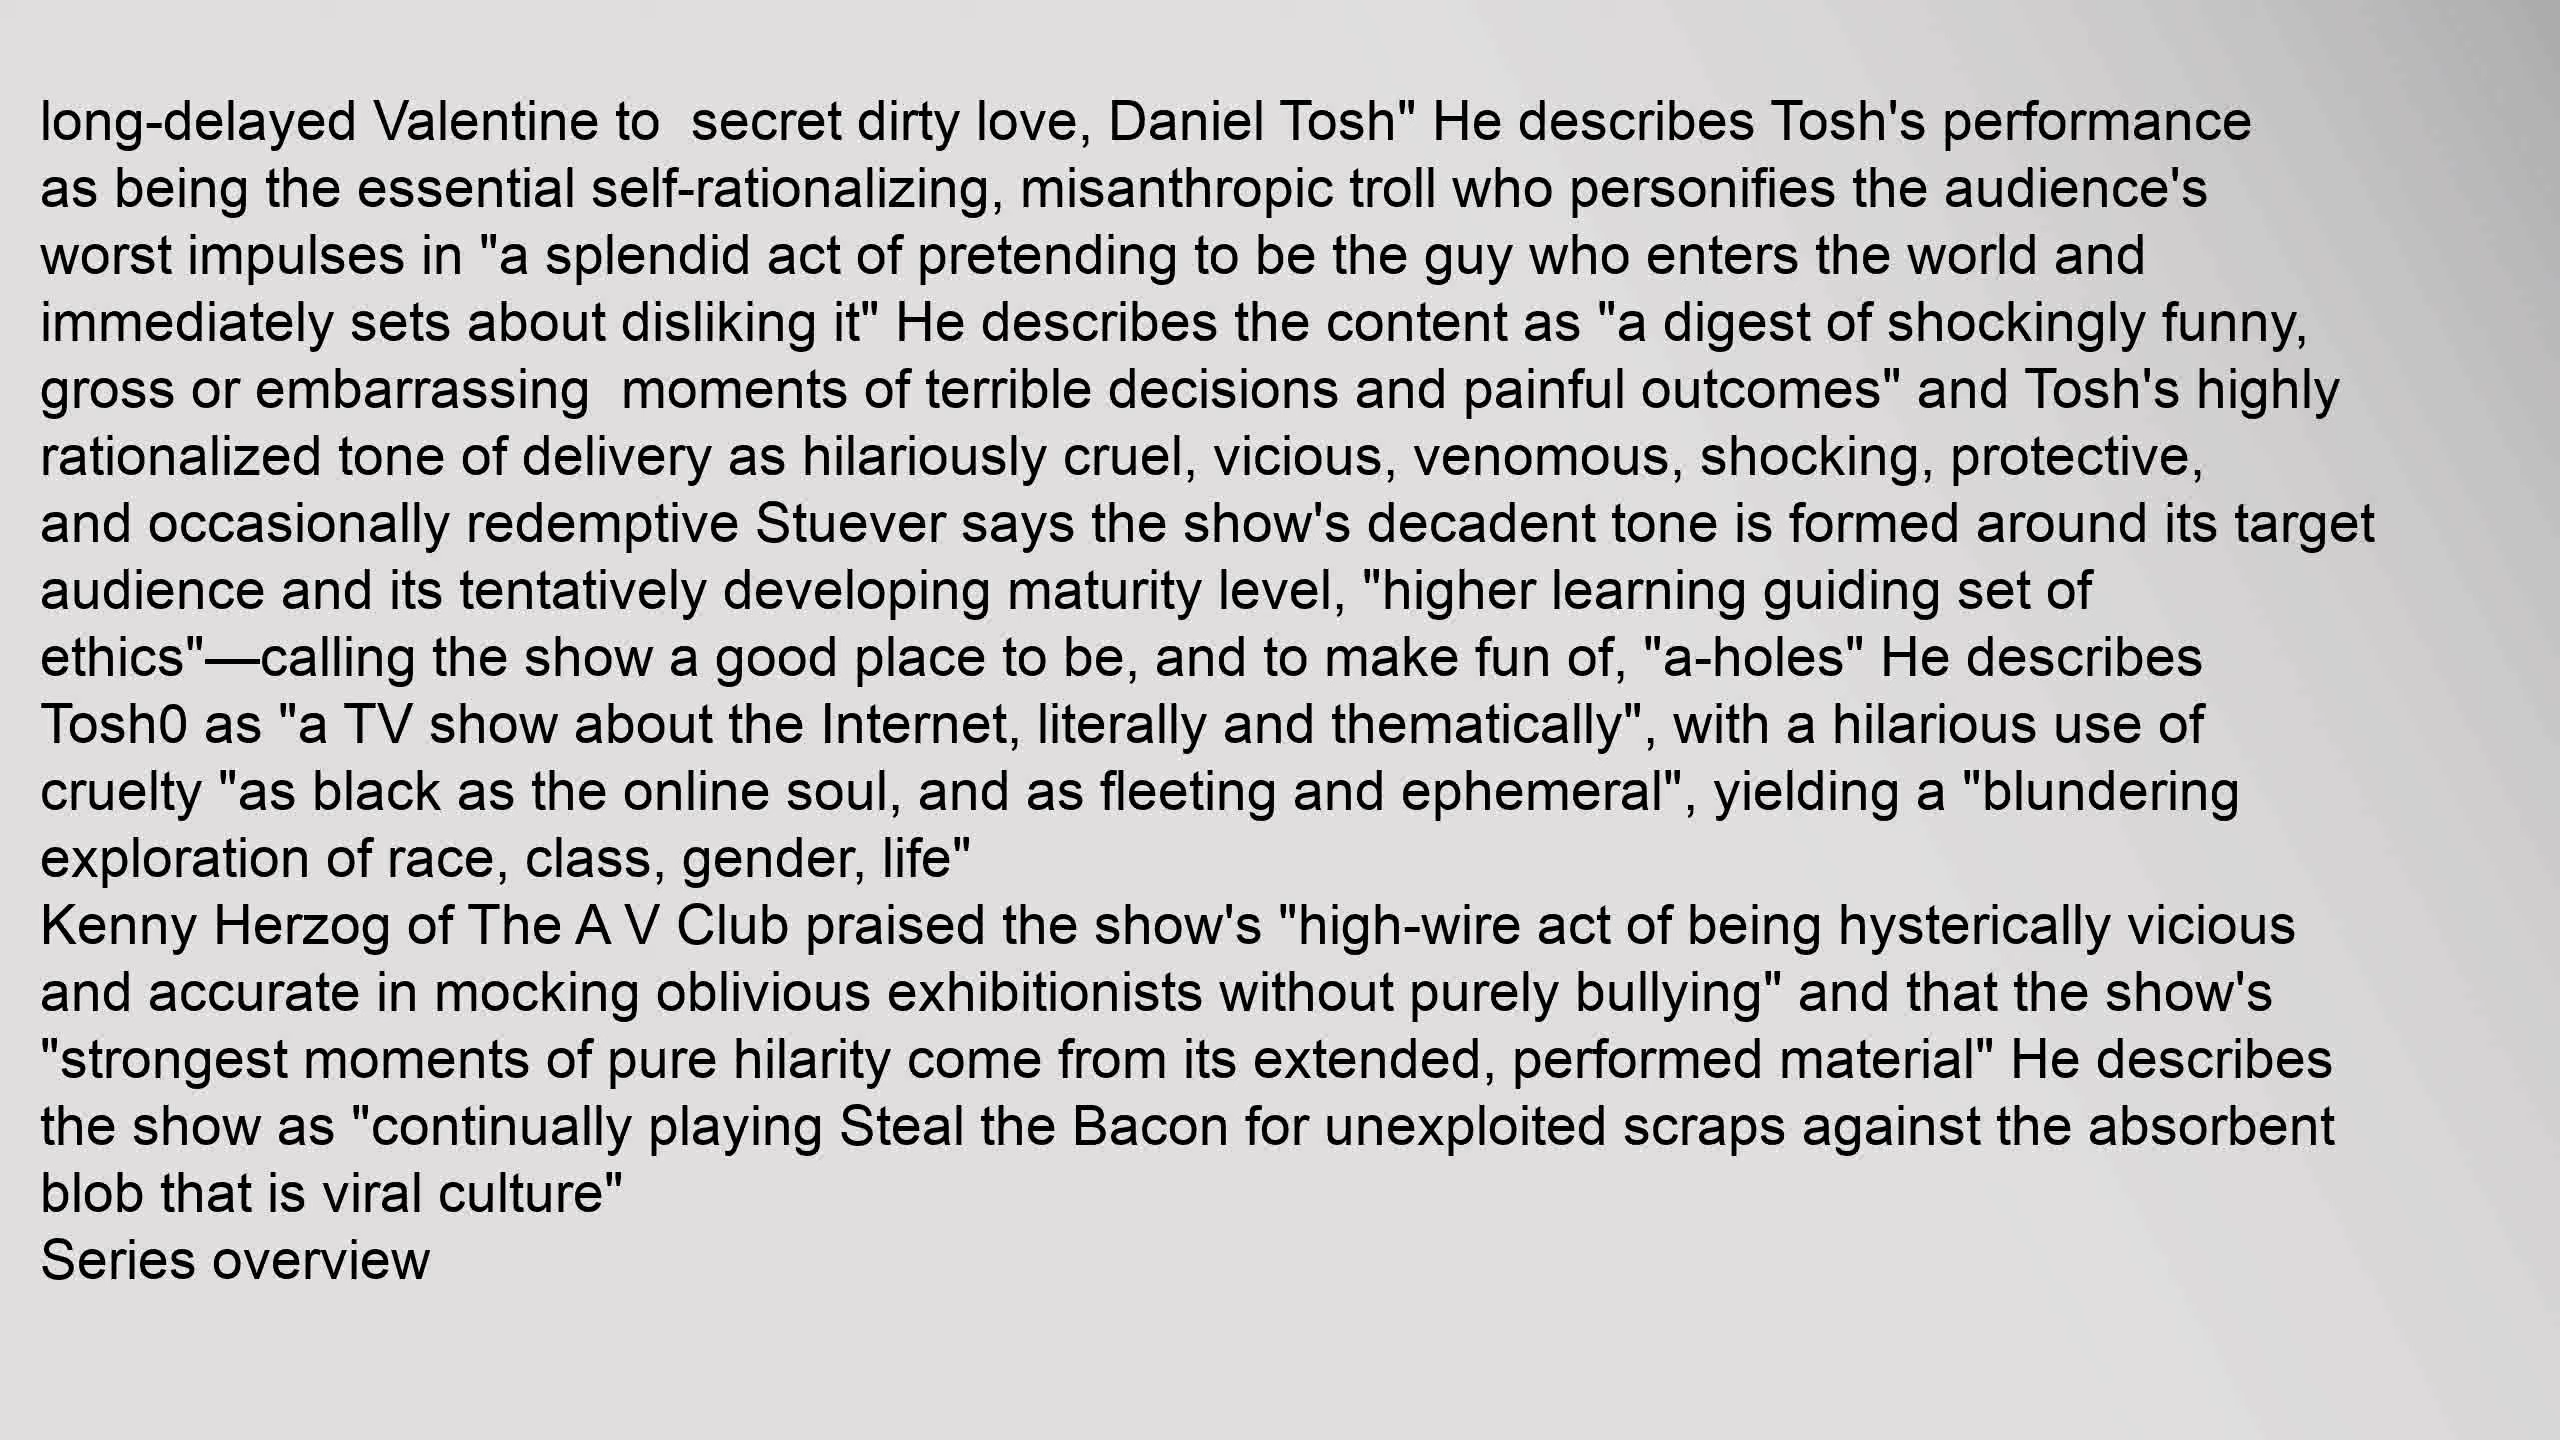 long-delayed Valentine to  secret dirty love, Daniel Tosh" He describes Tosh's performance
as being the essential self-rationalizing, misanthropic troll who personifies the audience's
worst impulses in "a splendid act of pretending to be the guy who enters the world and
immediately sets about disliking it" He describes the content as "a digest of shockingly funny,
gross or embarrassing  moments of terrible decisions and painful outcomes" and Tosh's highly
rationalized tone of delivery as hilariously cruel, vicious, venomous, shocking, protective,
and occasionally redemptive Stuever says the show's decadent tone is formed around its target
audience and its tentatively developing maturity level, "higher learning guiding set of
ethics"—calling the show a good place to be, and to make fun of, "a-holes" He describes
Tosh0 as "a TV show about the Internet, literally and thematically", with a hilarious use of
cruelty "as black as the online soul, and as fleeting and ephemeral", yielding a "blundering
exploration of race, class, gender, life"
Kenny Herzog of The A V Club praised the show's "high-wire act of being hysterically vicious
and accurate in mocking oblivious exhibitionists without purely bullying" and that the show's
"strongest moments of pure hilarity come from its extended, performed material" He describes
the show as "continually playing Steal the Bacon for unexploited scraps against the absorbent
blob that is viral culture"
Series overview